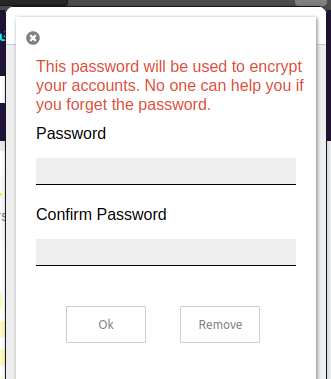 This password will be used to encrypt
your accounts. No one can help you if
you forget the password.
Password
Confirm Password
Ok
Remove